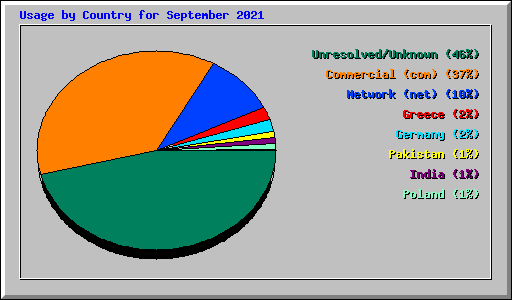 Usage by Country for September 2021
Unresolved/Unknown (46%)
Commercial (com) (37%)
Network (net) (10%)
Greece (2%)
Germany (2%)
Pakistan (1%)
India (1%)
Poland (1%)